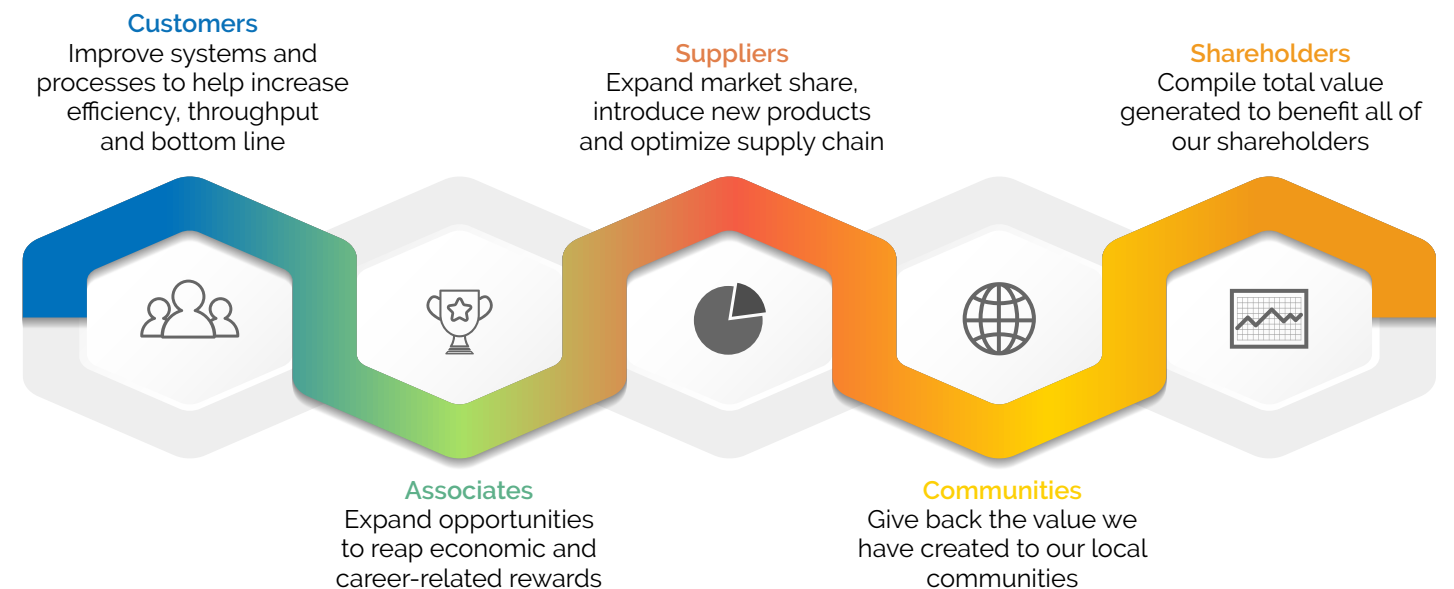 Customers
Improve systems and
processes to help increase
efficiency, throughput
and bottom line
Associates
Expand opportunities
to reap economic and
career-related rewards
Suppliers
Expand market share,
introduce new products
and optimize supply chain
Communities
Give back the value we
have created to our local
communities
Shareholders
Compile total value
generated to benefit all of
our shareholders